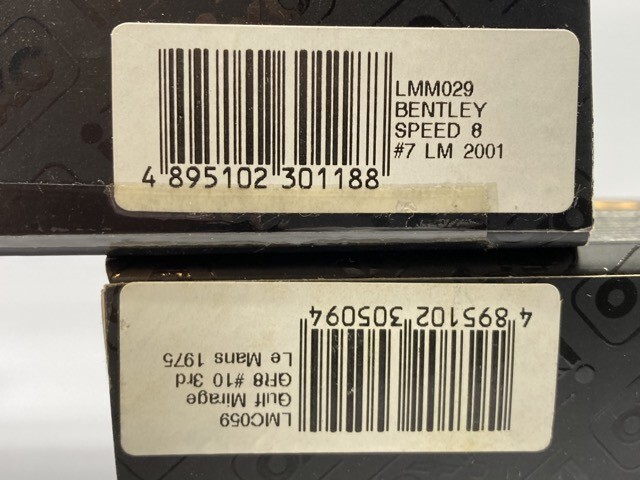 LMM029
BENTLEY
SPEED 8
#7 LM 2001
4 895102 301188
LMC059
Gulf Mirage
GR8 #10 3rd
Le Mans 1975
4 895102 305094